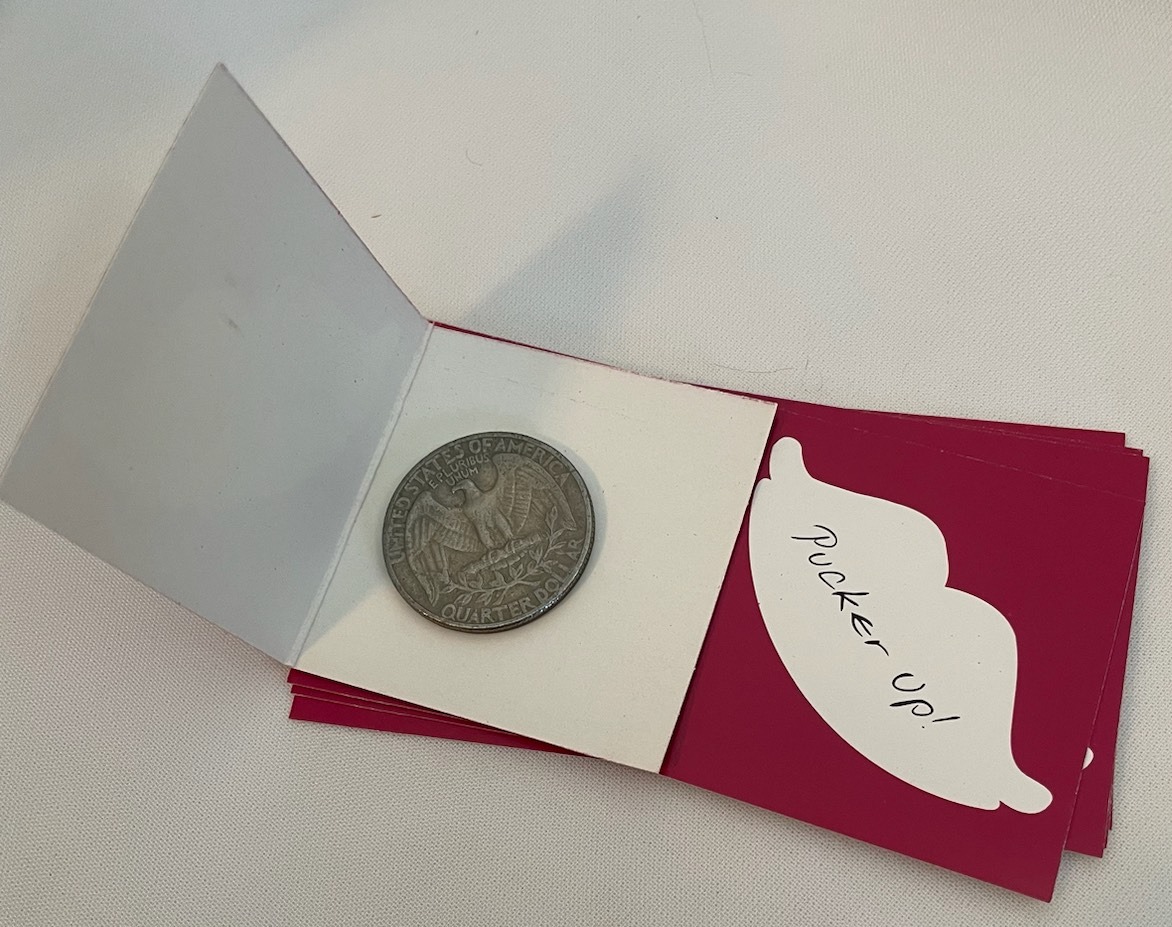 UNITED STATES OF AMERICA
E PLURIBUS
UNUM
QUARTER DOLLAR
Pucker Up!